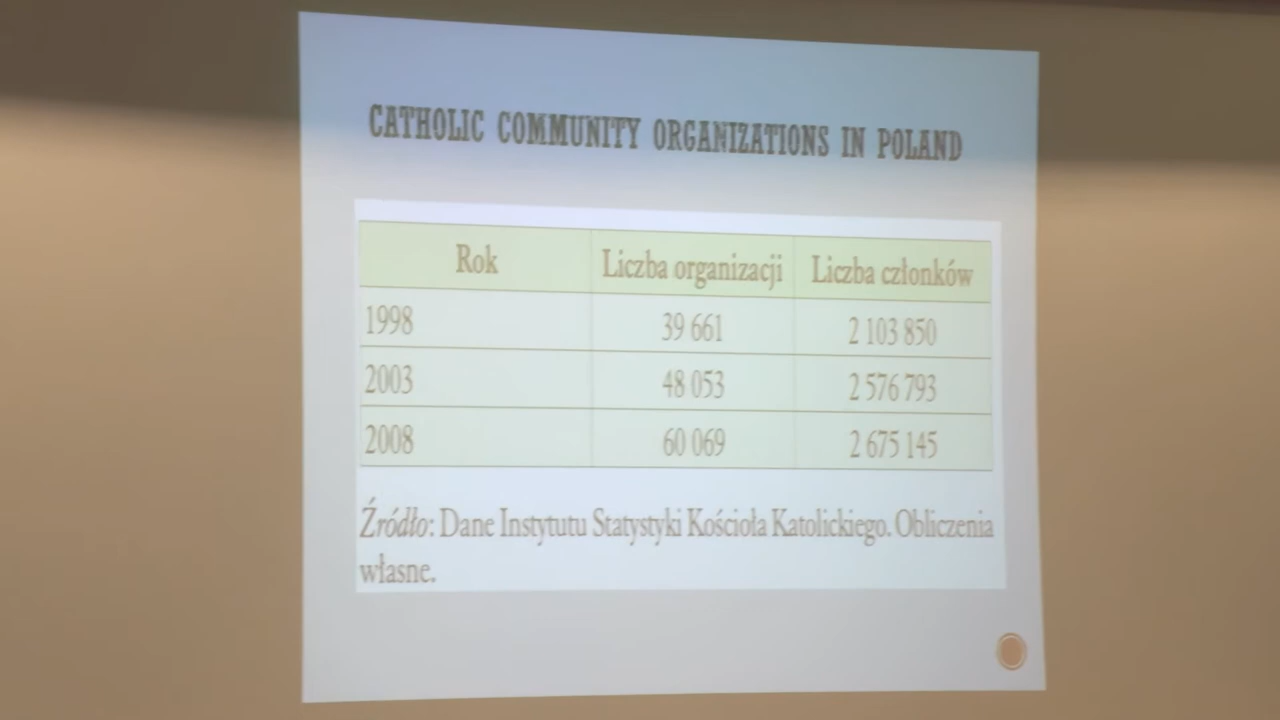 CATHOLIC COMMUNITY ORGANIZATIONS IN POLAND
Rok Liczba organizacji Liczba członków
1998 39 661 2 103 850
2003 48 053 2 576 793
2008 60 069 2 675 145
Źródło: Dane Instytutu Statystyki Kościoła Katolickiego. Obliczenia
własne.